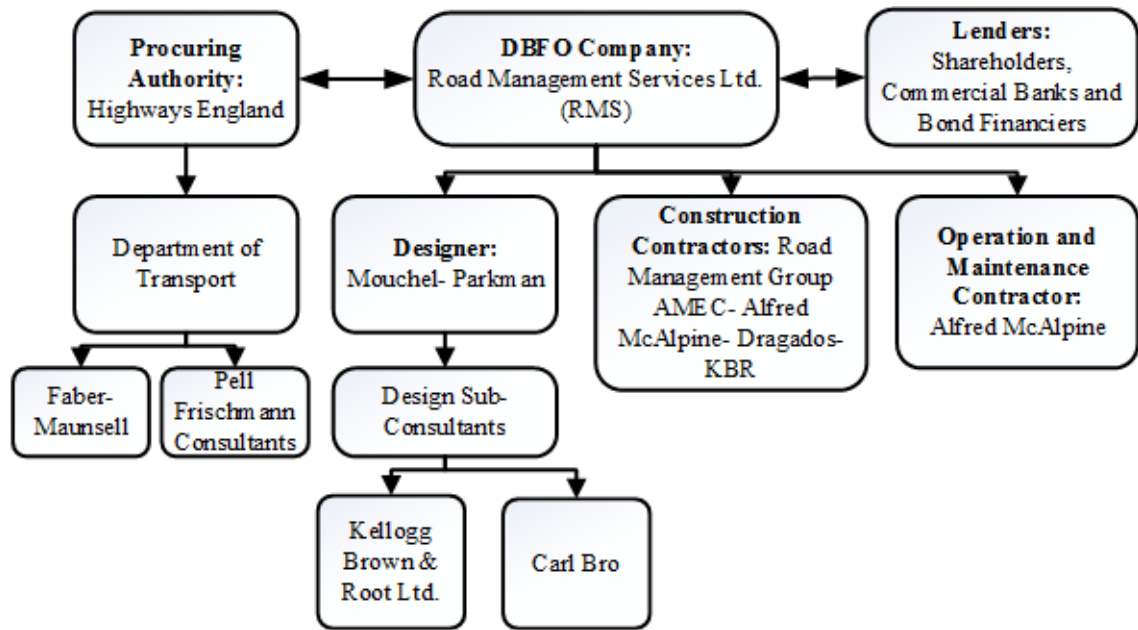 Procuring
Authority:
Highways England
DBFO Company:
Road Management Services Ltd.
(RMS)
Lenders:
Shareholders,
Commercial Banks and
Bond Financiers
Department of
Transport
Designer:
Mouchel- Parkman
Construction
Contractors: Road
Management Group
AMEC- Alfred
McAlpine- Dragados-
KBR
Operation and
Maintenance
Contractor:
Alfred McAlpine
Faber-
Maunsell
Pell
Frischmann
Consultants
Design Sub-
Consultants
Kellogg
Brown &
Root Ltd.
Carl Bro